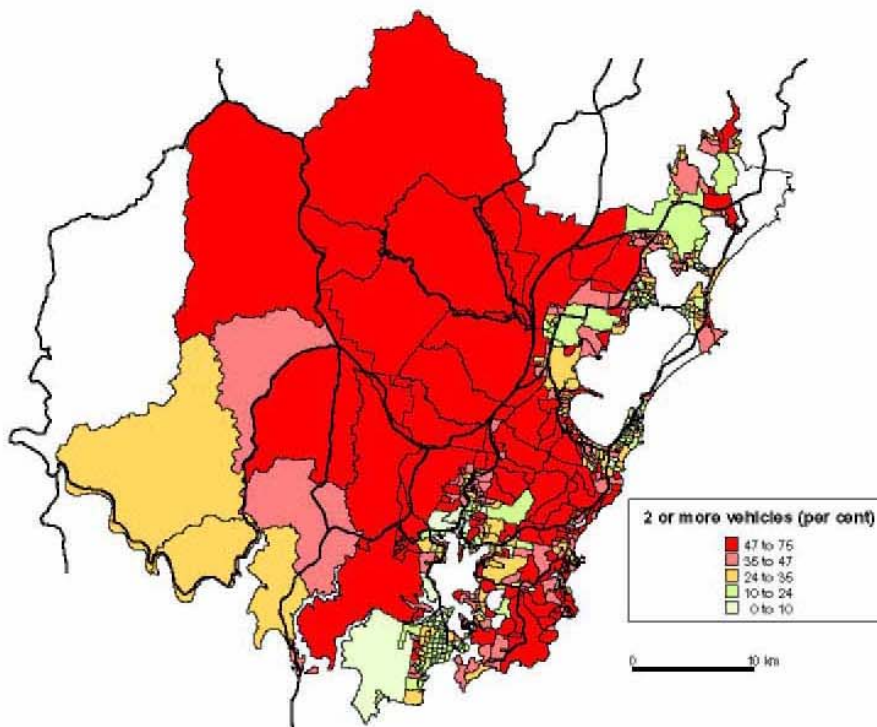 2 or more vehicles (per cent)
47 to 75
35 to 47
24 to 35
10 to 24
0 to 10
0 10 km